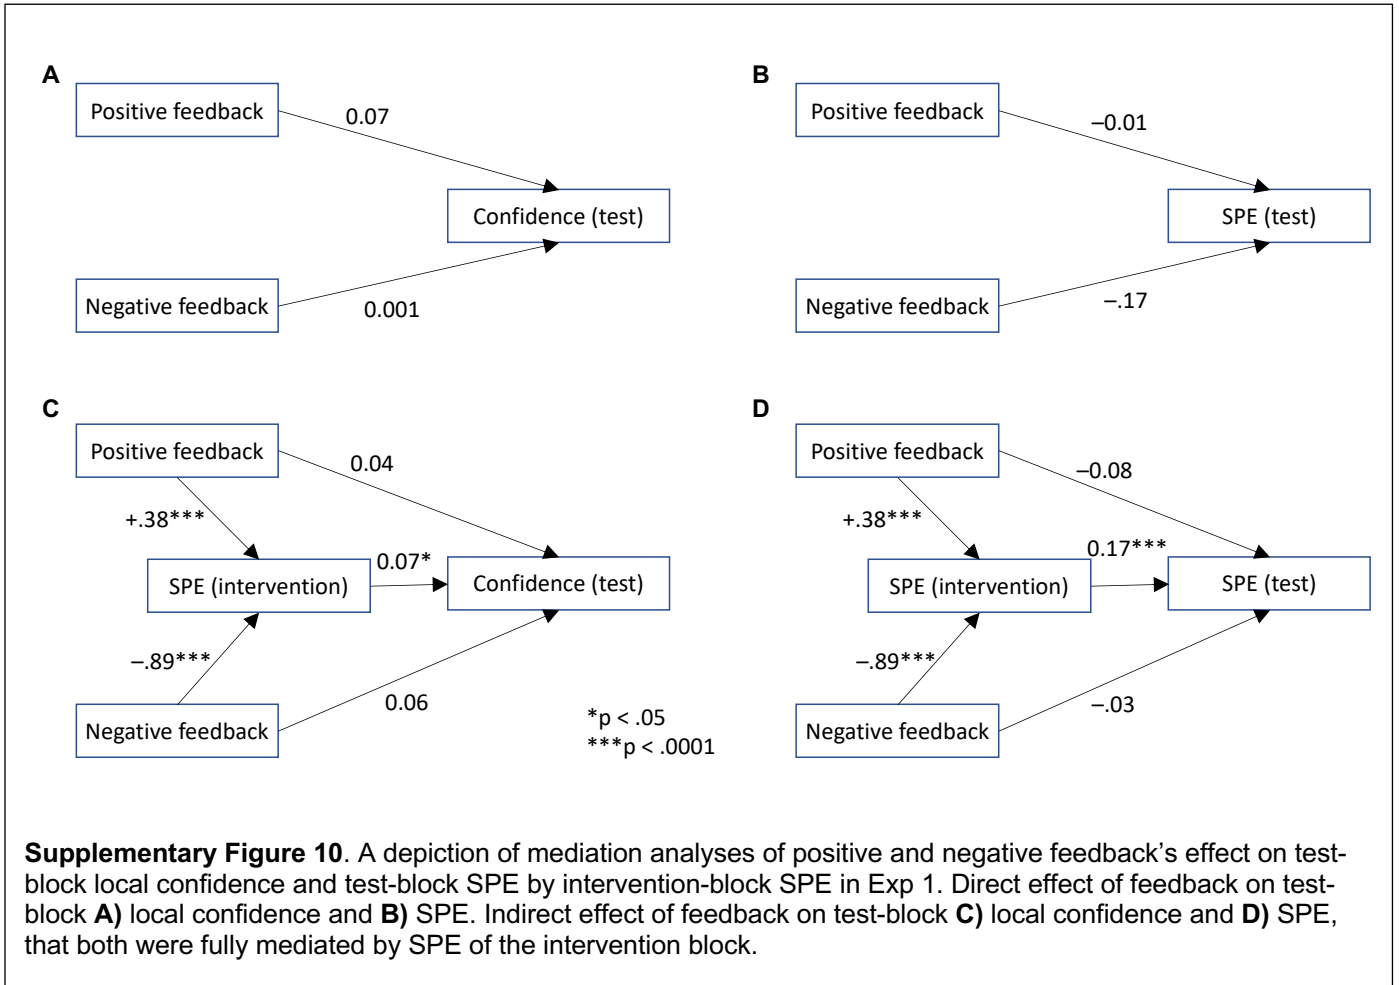 A
Positive feedback
0.07
Confidence (test)
Negative feedback
0.001
B
Positive feedback
–0.01
SPE (test)
Negative feedback
–.17
C
Positive feedback
0.04
+.38***
SPE (intervention)
0.07*
Confidence (test)
–.89***
Negative feedback
0.06
*p < .05
***p < .0001
D
Positive feedback
–0.08
+.38***
SPE (intervention)
0.17***
SPE (test)
–.89***
Negative feedback
–.03
Supplementary Figure 10. A depiction of mediation analyses of positive and negative feedback’s effect on test-
block local confidence and test-block SPE by intervention-block SPE in Exp 1. Direct effect of feedback on test-
block A) local confidence and B) SPE. Indirect effect of feedback on test-block C) local confidence and D) SPE,
that both were fully mediated by SPE of the intervention block.